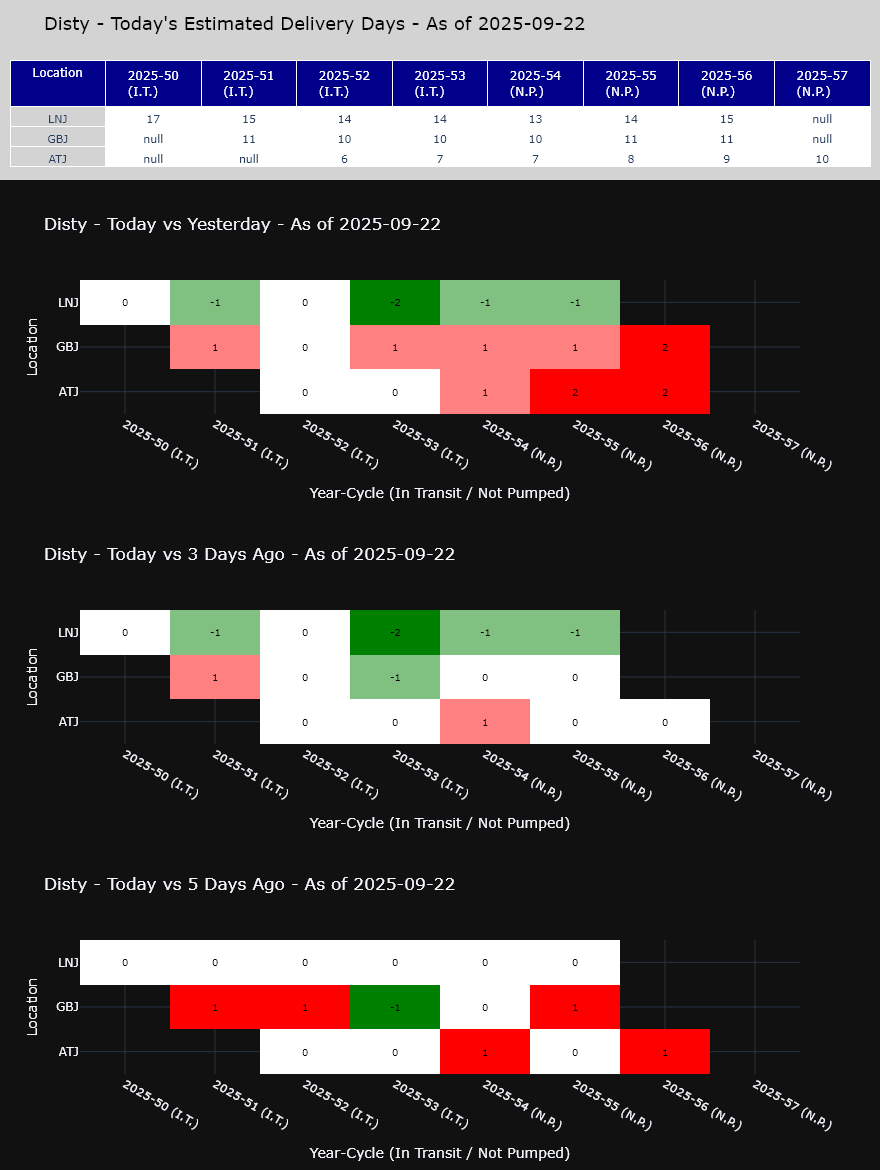 Disty - Today's Estimated Delivery Days - As of 2025-09-22
Location 2025-50 (I.T.) 2025-51 (I.T.) 2025-52 (I.T.) 2025-53 (I.T.) 2025-54 (N.P.) 2025-55 (N.P.) 2025-56 (N.P.) 2025-57 (N.P.)
LNJ 17 15 14 14 13 14 15 null
GBJ null 11 10 10 10 11 11 null
ATJ null null 6 7 7 8 9 10
Disty - Today vs Yesterday - As of 2025-09-22
Location
LNJ 0 -1 0 -2 -1 -1
GBJ 1 0 1 1 1 2
ATJ 0 0 1 2 2
2025-50 (I.T.) 2025-51 (I.T.) 2025-52 (I.T.) 2025-53 (I.T.) 2025-54 (N.P.) 2025-55 (N.P.) 2025-56 (N.P.) 2025-57 (N.P.)
Year-Cycle (In Transit / Not Pumped)
Disty - Today vs 3 Days Ago - As of 2025-09-22
Location
LNJ 0 -1 0 -2 -1 -1
GBJ 1 0 -1 0 0
ATJ 0 0 1 0 0
2025-50 (I.T.) 2025-51 (I.T.) 2025-52 (I.T.) 2025-53 (I.T.) 2025-54 (N.P.) 2025-55 (N.P.) 2025-56 (N.P.) 2025-57 (N.P.)
Year-Cycle (In Transit / Not Pumped)
Disty - Today vs 5 Days Ago - As of 2025-09-22
Location
LNJ 0 0 0 0 0 0
GBJ 1 1 -1 0 1
ATJ 0 0 1 0 1
2025-50 (I.T.) 2025-51 (I.T.) 2025-52 (I.T.) 2025-53 (I.T.) 2025-54 (N.P.) 2025-55 (N.P.) 2025-56 (N.P.) 2025-57 (N.P.)
Year-Cycle (In Transit / Not Pumped)